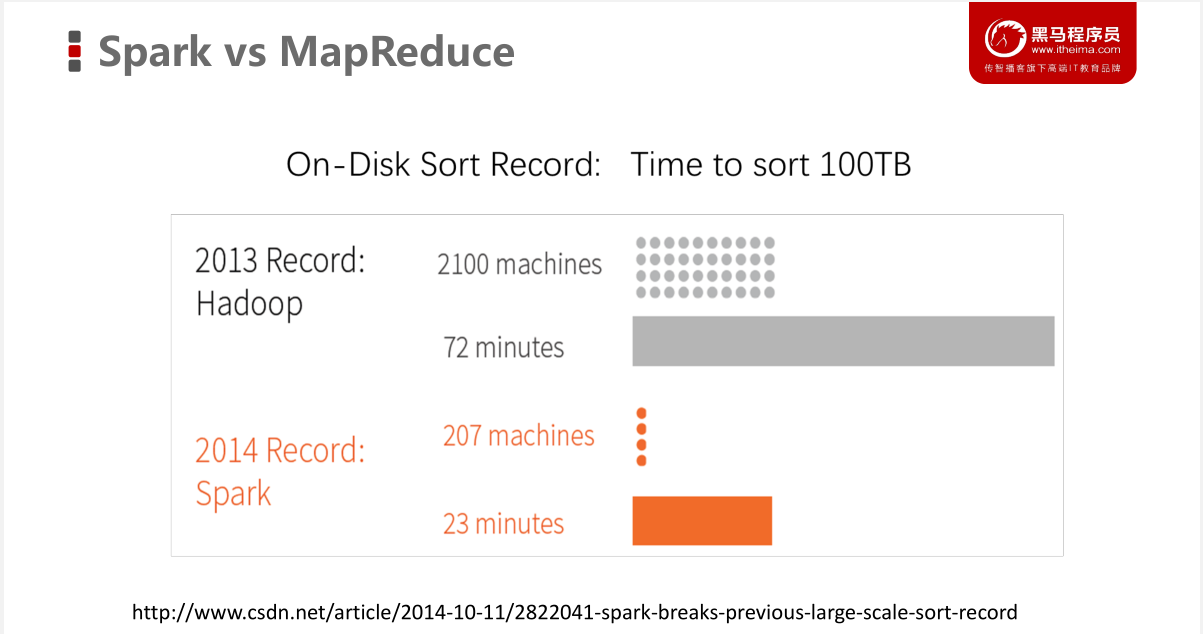 Spark vs MapReduce
黑马程序员
www.itheima.com
传智播客旗下高端IT教育品牌
On-Disk Sort Record: Time to sort 100TB
2013 Record:
Hadoop
2100 machines
72 minutes
2014 Record:
Spark
207 machines
23 minutes
http://www.csdn.net/article/2014-10-11/2822041-spark-breaks-previous-large-scale-sort-record